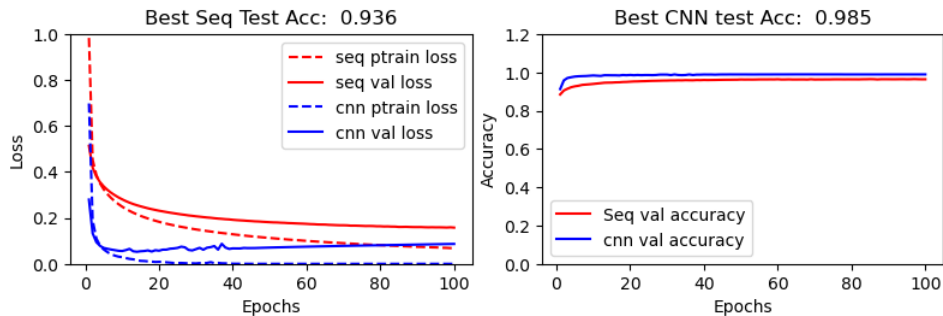 Best Seq Test Acc:  0.936
Loss
1.0
0.8
0.6
0.4
0.2
0.0
seq ptrain loss
seq val loss
cnn ptrain loss
cnn val loss
0
20
40
60
80
100
Epochs
Best CNN test Acc:  0.985
Accuracy
1.2
1.0
0.8
0.6
0.4
0.2
0.0
Seq val accuracy
cnn val accuracy
0
20
40
60
80
100
Epochs